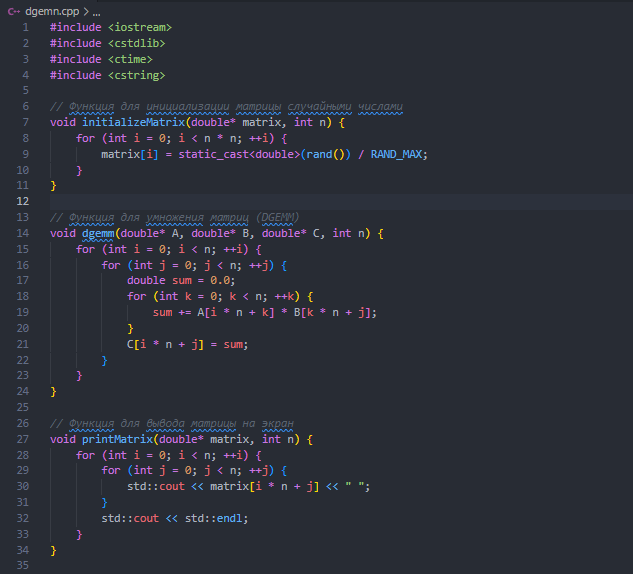 dgemn.cpp > ...
1 #include <iostream>
2 #include <cstdlib>
3 #include <ctime>
4 #include <cstring>
5
6 // Функция для инициализации матрицы случайными числами
7 void initializeMatrix(double* matrix, int n) {
8     for (int i = 0; i < n * n; ++i) {
9         matrix[i] = static_cast<double>(rand()) / RAND_MAX;
10     }
11 }
12
13 // Функция для умножения матриц (DGEMM)
14 void dgemm(double* A, double* B, double* C, int n) {
15     for (int i = 0; i < n; ++i) {
16         for (int j = 0; j < n; ++j) {
17             double sum = 0.0;
18             for (int k = 0; k < n; ++k) {
19                 sum += A[i * n + k] * B[k * n + j];
20             }
21             C[i * n + j] = sum;
22         }
23     }
24 }
25
26 // Функция для вывода матрицы на экран
27 void printMatrix(double* matrix, int n) {
28     for (int i = 0; i < n; ++i) {
29         for (int j = 0; j < n; ++j) {
30             std::cout << matrix[i * n + j] << " ";
31         }
32         std::cout << std::endl;
33     }
34 }
35